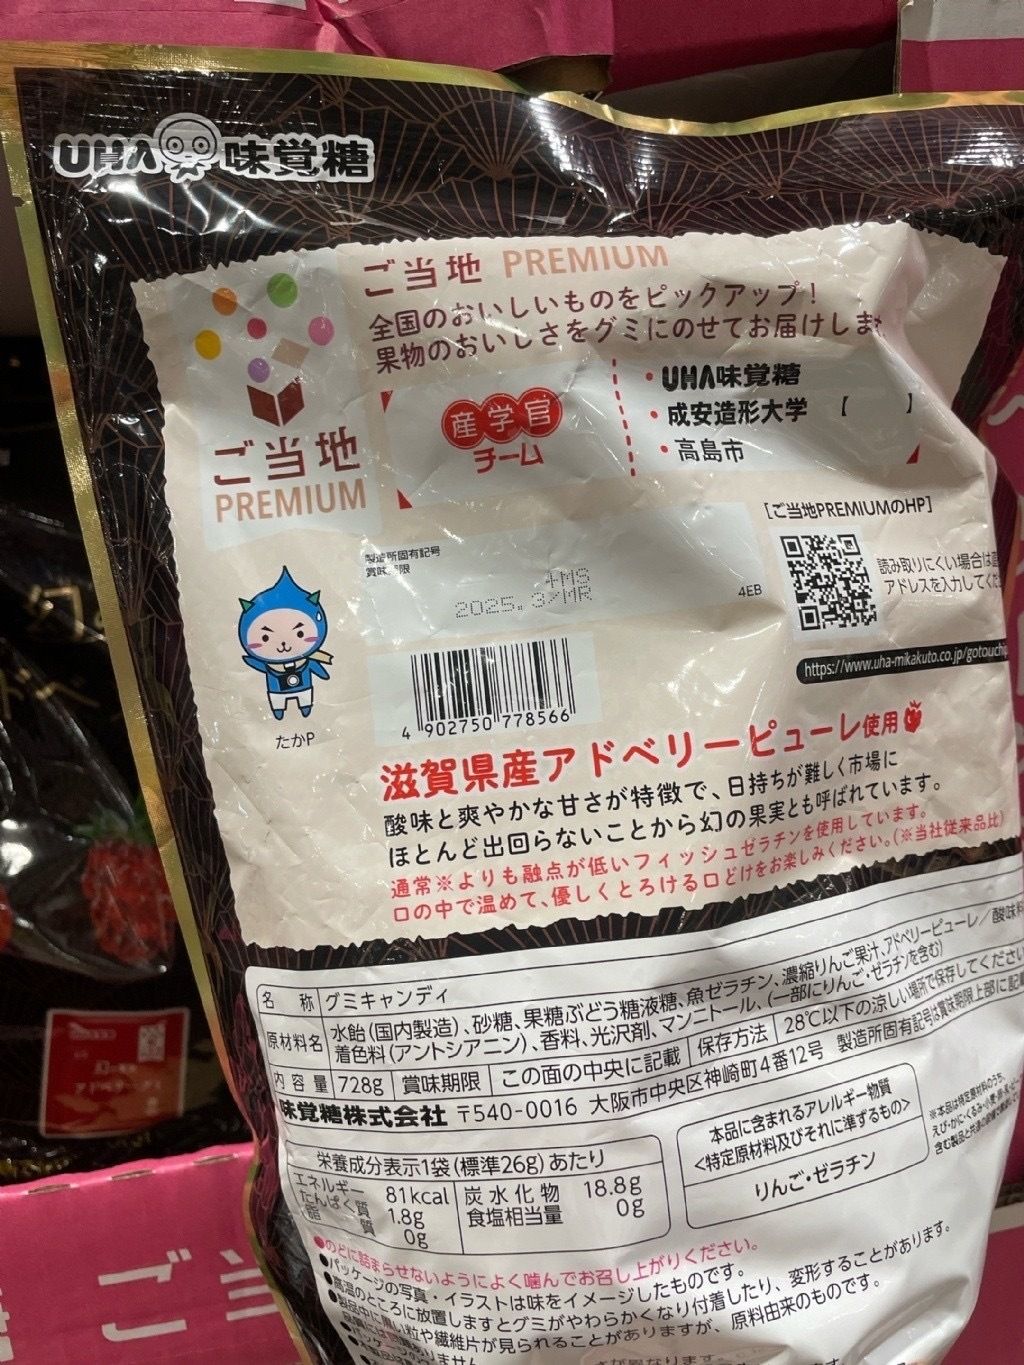 UHA味覚糖
ご当地 PREMIUM
全国のおいしいものをピックアップ!
果物のおいしさをグミにのせてお届けしま
ご当地
PREMIUM
産学官
チーム
・UHA味覚糖
・成安造形大学 【 】
・高島市
[ご当地PREMIUMのHP]
読み取りにくい場合は
アドレスを入力してくだ
https://www.uha-mikakuto.co.jp/gotouch
製造所固有記号
賞味期限
+MS
2025. 3/MR
4EB
たかP
4 902750 778566
滋賀県産アドベリーピューレ使用
酸味と爽やかな甘さが特徴で、日持ちが難しく市場に
ほとんど出回らないことから幻の果実とも呼ばれています。
通常※よりも融点が低いフィッシュゼラチンを使用しています。
口の中で温めて、優しくとろける口どけをお楽しみください。(※当社従来品比)
名 称 グミキャンディ
原材料名 水飴(国内製造)、砂糖、果糖ぶどう糖液糖、魚ゼラチン、濃縮りんご果汁、アドベリーピューレ/酸味料
着色料(アントシアニン)、香料、光沢剤、マンニトール、(一部にりんご・ゼラチンを含む)
内容量 728g 賞味期限 この面の中央に記載 保存方法 28℃以下の涼しい場所で保存してください
味覚糖株式会社 〒540-0016 大阪市中央区神崎町4番12号 製造所固有記号は賞味期限上部に記
栄養成分表示1袋(標準26g)あたり
エネルギー 81kcal 炭水化物 18.8g
たんぱく質 1.8g 食塩相当量 0g
脂質 0g
本品に含まれるアレルギー物質
<特定原材料及びそれに準ずるもの>
りんご・ゼラチン
●のどに詰まらせないようによく噛んでお召し上がりください。
●パッケージの写真・イラストは味をイメージしたものです。
●高温のところに放置しますとグミがやわらかくなり付着したり、変形することがあります。
●製品中に黒い粒や繊維片が見られることがありますが、原料由来のものです。
ご当